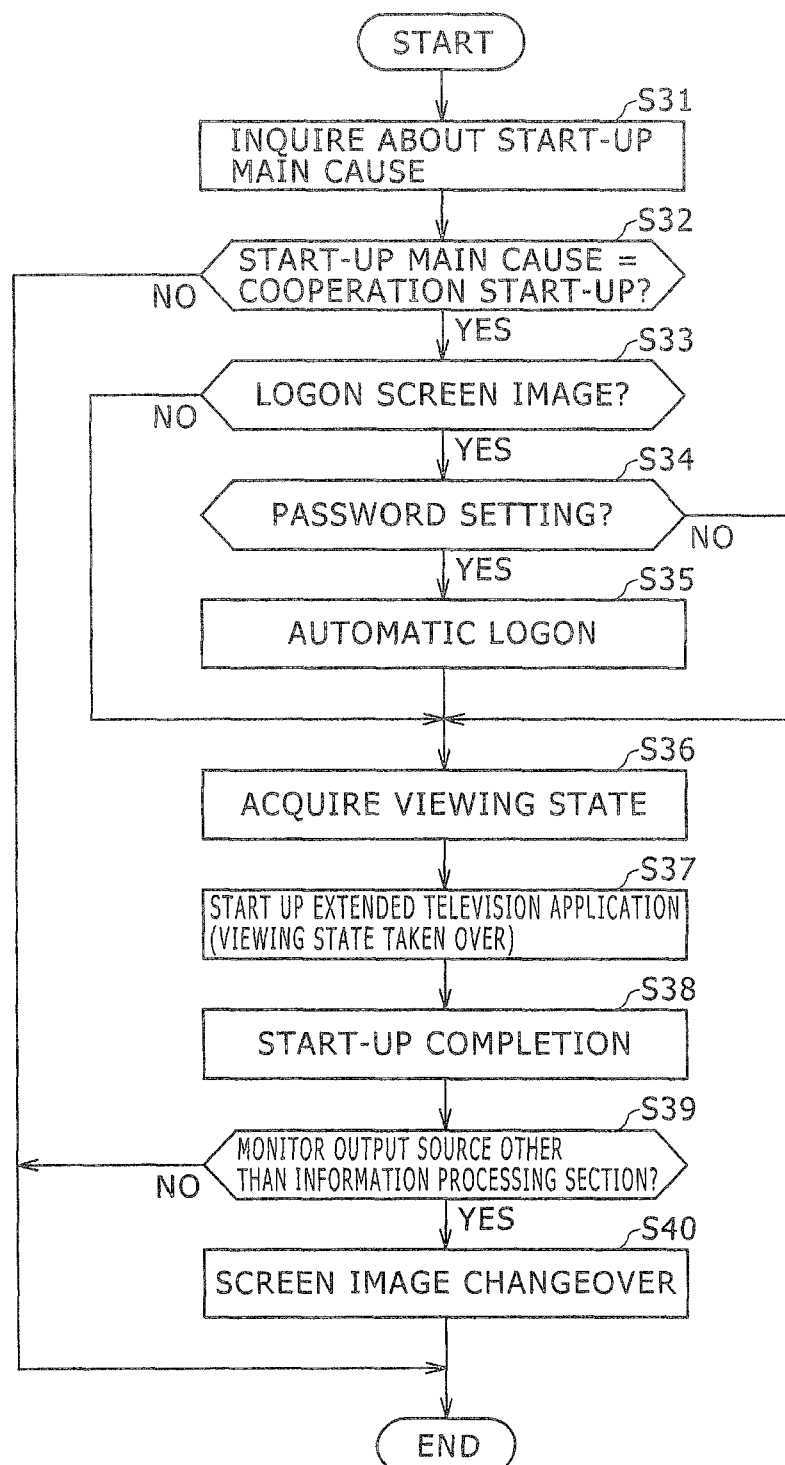 START
S31
INQUIRE ABOUT START-UP
MAIN CAUSE
S32
START-UP MAIN CAUSE =
COOPERATION START-UP?
NO
YES
S33
LOGON SCREEN IMAGE?
NO
YES
S34
PASSWORD SETTING?
NO
YES
S35
AUTOMATIC LOGON
S36
ACQUIRE VIEWING STATE
S37
START UP EXTENDED TELEVISION APPLICATION
(VIEWING STATE TAKEN OVER)
S38
START-UP COMPLETION
S39
MONITOR OUTPUT SOURCE OTHER
THAN INFORMATION PROCESSING SECTION?
NO
YES
S40
SCREEN IMAGE CHANGEOVER
END